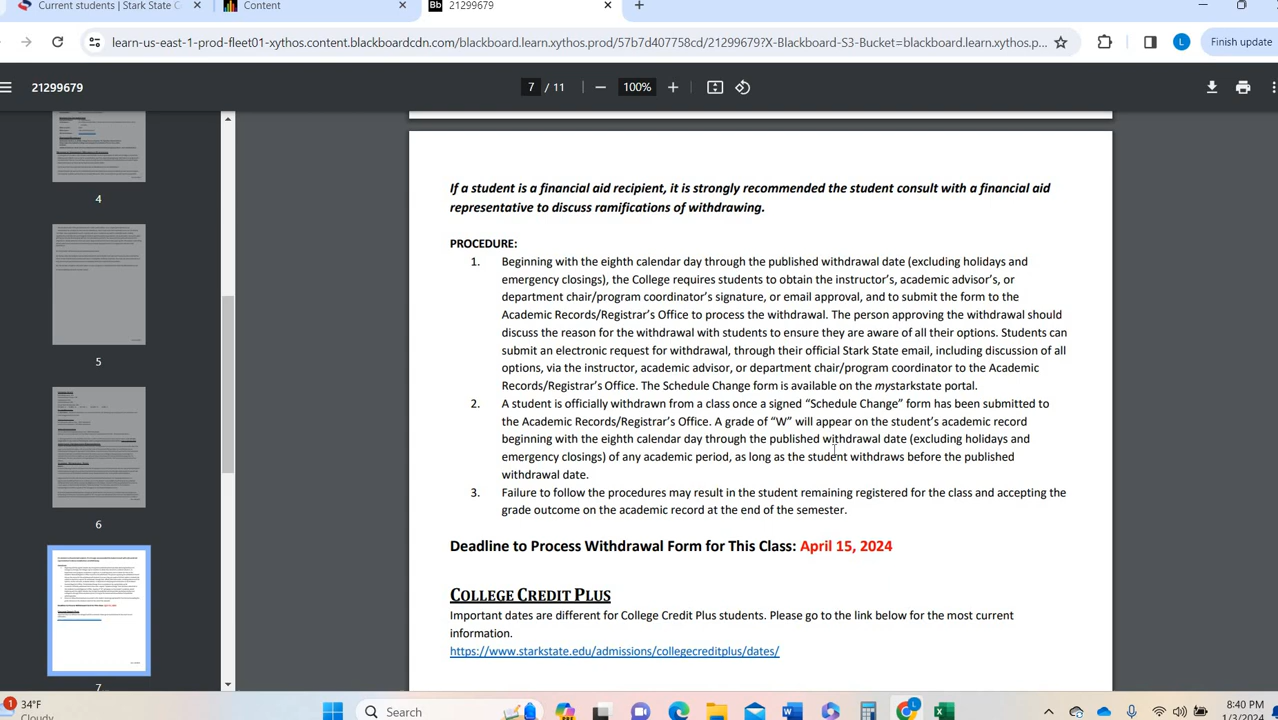 Current students | Stark State C
Content
Bb 21299679
learn-us-east-1-prod-fleet01-xythos.content.blackboardcdn.com/blackboard.learn.xythos.prod/57b7d407758cd/21299679?X-Blackboard-S3-Bucket=blackboard.learn.xythos.p...
L
Finish update
21299679
7 / 11
100%
If a student is a financial aid recipient, it is strongly recommended the student consult with a financial aid
representative to discuss ramifications of withdrawing.
PROCEDURE:
1. Beginning with the eighth calendar day through the published withdrawal date (excluding holidays and
emergency closings), the College requires students to obtain the instructor's, academic advisor's, or
department chair/program coordinator's signature, or email approval, and to submit the form to the
Academic Records/Registrar's Office to process the withdrawal. The person approving the withdrawal should
discuss the reason for the withdrawal with students to ensure they are aware of all their options. Students can
submit an electronic request for withdrawal, through their official Stark State email, including discussion of all
options, via the instructor, academic advisor, or department chair/program coordinator to the Academic
Records/Registrar's Office. The Schedule Change form is available on the mystarkstate portal.
2. A student is officially withdrawn from a class once a signed "Schedule Change" form has been submitted to
the Academic Records/Registrar's Office. A grade of "W" will appear on the student's academic record
beginning with the eighth calendar day through the published withdrawal date (excluding holidays and
emergency closings) of any academic period, as long as the student withdraws before the published
withdrawal date.
3. Failure to follow the procedures may result in the student remaining registered for the class and accepting the
grade outcome on the academic record at the end of the semester.
Deadline to Process Withdrawal Form for This Class: April 15, 2024
COLLEGE CREDIT PLUS
Important dates are different for College Credit Plus students. Please go to the link below for the most current
information.
https://www.starkstate.edu/admissions/collegecreditplus/dates/
4
5
6
7
1
34°F
Cloudy
Search
8:40 PM
1/3/2024